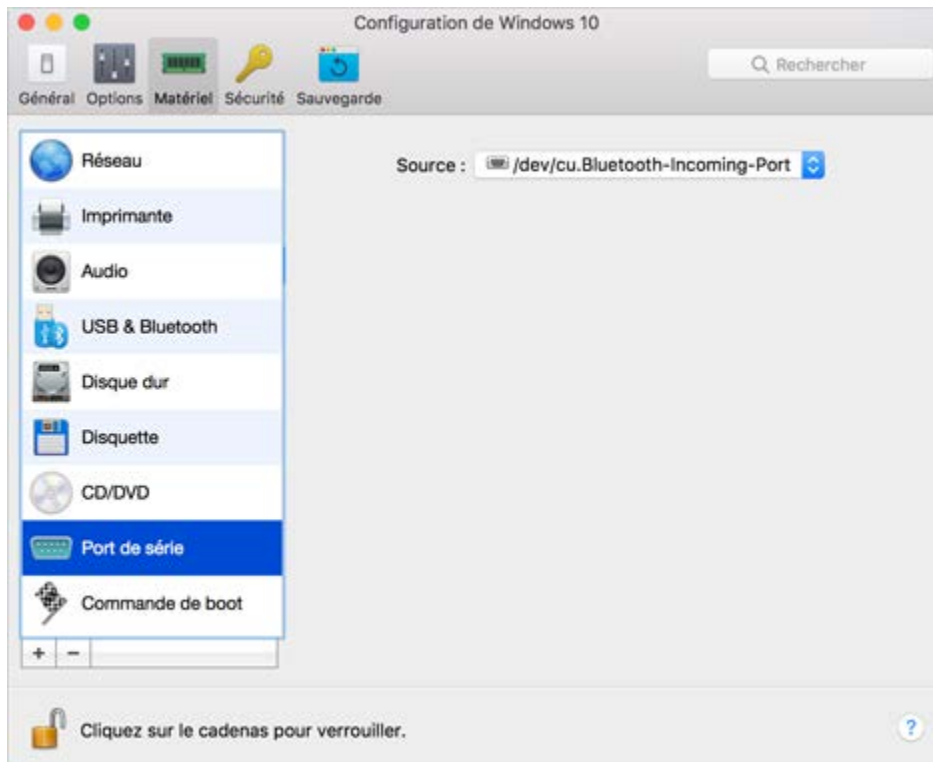 Configuration de Windows 10
Général Options Matériel Sécurité Sauvegarde
Rechercher
Réseau
Source : /dev/cu.Bluetooth-Incoming-Port
Imprimante
Audio
USB & Bluetooth
Disque dur
Disquette
CD/DVD
Port de série
Commande de boot
+ −
Cliquez sur le cadenas pour verrouiller.
?